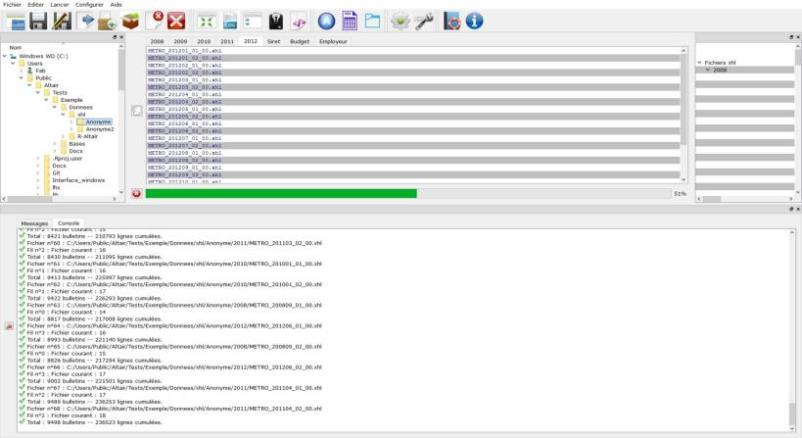 Fichier Editer Lancer Configurer Aide
Nom
Windows WD (C:)
Users
Fab
Public
Altair
Tests
Exemple
Donnees
xhl
Anonyme
Anonyme2
R-Altair
Bases
Docs
.Rproj.user
Docs
Git
Interface_windows
lhx
lib
2008 2009 2010 2011 2012 Siret Budget Employeur
METRO_201201_01_00.xhl
METRO_201201_02_00.xhl
METRO_201202_01_00.xhl
METRO_201202_02_00.xhl
METRO_201203_01_00.xhl
METRO_201203_02_00.xhl
METRO_201204_01_00.xhl
METRO_201204_02_00.xhl
METRO_201205_01_00.xhl
METRO_201205_02_00.xhl
METRO_201206_01_00.xhl
METRO_201206_02_00.xhl
METRO_201207_01_00.xhl
METRO_201207_02_00.xhl
METRO_201208_01_00.xhl
METRO_201208_02_00.xhl
METRO_201209_01_00.xhl
METRO_201209_02_00.xhl
METRO_201210_01_00.xhl
51%
Fichiers xhl
2008
Messages Console
Fil n°2 : Fichier courant : 15
Total : 8421 bulletins -- 210793 lignes cumulées.
Fichier n°60 : C:/Users/Public/Altair/Tests/Exemple/Donnees/xhl/Anonyme/2011/METRO_201103_02_00.xhl
Fil n°2 : Fichier courant : 16
Total : 8430 bulletins -- 211095 lignes cumulées.
Fichier n°61 : C:/Users/Public/Altair/Tests/Exemple/Donnees/xhl/Anonyme/2010/METRO_201001_01_00.xhl
Fil n°1 : Fichier courant : 16
Total : 9413 bulletins -- 225997 lignes cumulées.
Fichier n°62 : C:/Users/Public/Altair/Tests/Exemple/Donnees/xhl/Anonyme/2010/METRO_201001_02_00.xhl
Fil n°1 : Fichier courant : 17
Total : 9422 bulletins -- 226293 lignes cumulées.
Fichier n°63 : C:/Users/Public/Altair/Tests/Exemple/Donnees/xhl/Anonyme/2008/METRO_200809_01_00.xhl
Fil n°0 : Fichier courant : 14
Total : 8817 bulletins -- 217008 lignes cumulées.
Fichier n°64 : C:/Users/Public/Altair/Tests/Exemple/Donnees/xhl/Anonyme/2012/METRO_201206_01_00.xhl
Fil n°3 : Fichier courant : 16
Total : 8993 bulletins -- 221140 lignes cumulées.
Fichier n°65 : C:/Users/Public/Altair/Tests/Exemple/Donnees/xhl/Anonyme/2008/METRO_200809_02_00.xhl
Fil n°0 : Fichier courant : 15
Total : 8826 bulletins -- 217294 lignes cumulées.
Fichier n°66 : C:/Users/Public/Altair/Tests/Exemple/Donnees/xhl/Anonyme/2012/METRO_201206_02_00.xhl
Fil n°3 : Fichier courant : 17
Total : 9002 bulletins -- 221501 lignes cumulées.
Fichier n°67 : C:/Users/Public/Altair/Tests/Exemple/Donnees/xhl/Anonyme/2011/METRO_201104_01_00.xhl
Fil n°2 : Fichier courant : 17
Total : 9489 bulletins -- 236253 lignes cumulées.
Fichier n°68 : C:/Users/Public/Altair/Tests/Exemple/Donnees/xhl/Anonyme/2011/METRO_201104_02_00.xhl
Fil n°2 : Fichier courant : 18
Total : 9498 bulletins -- 236523 lignes cumulées.